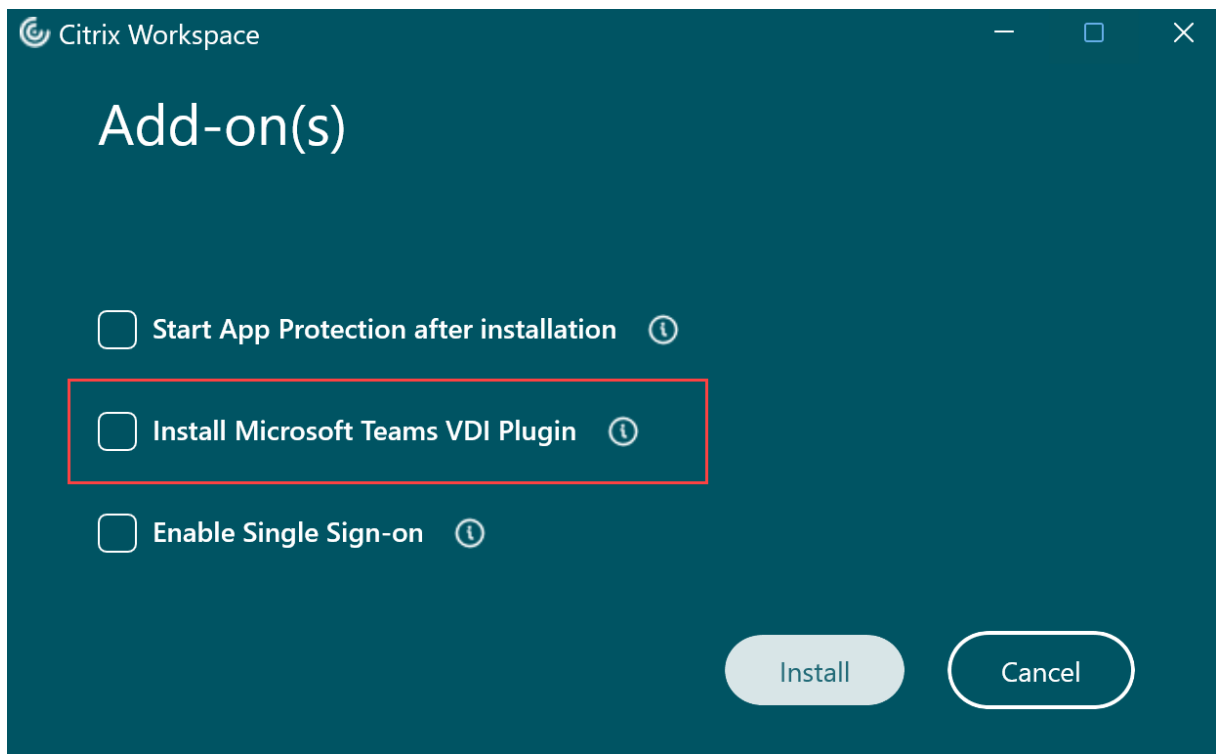 Citrix Workspace
Add-on(s)
Start App Protection after installation
Install Microsoft Teams VDI Plugin
Enable Single Sign-on
Install Cancel